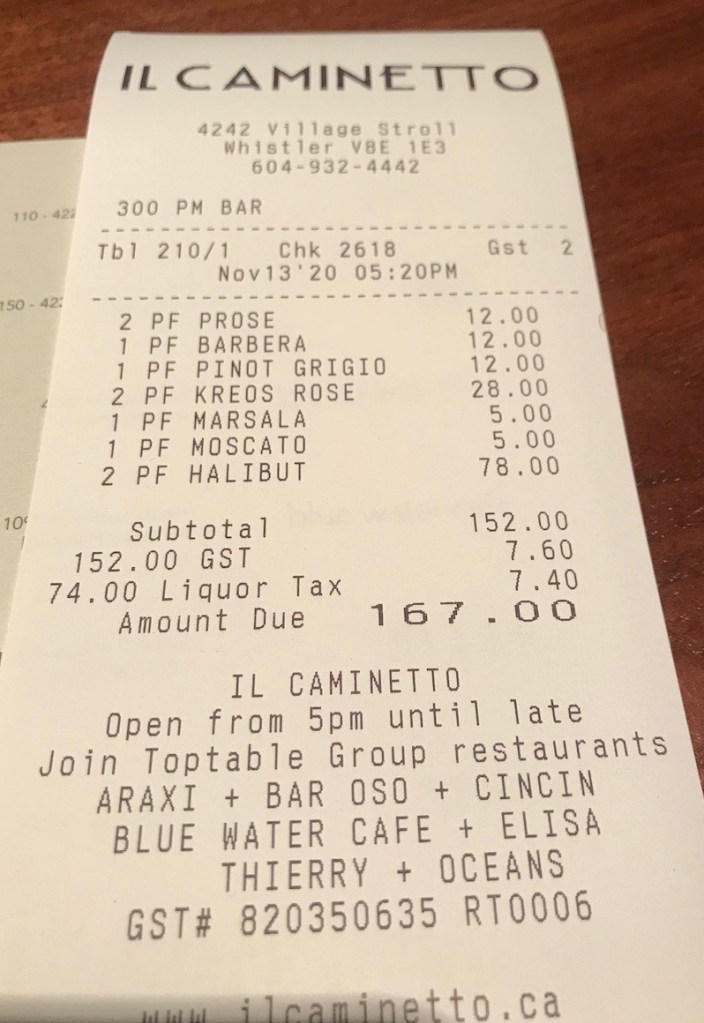 IL CAMINETTO
4242 Village Stroll
Whistler V8E 1E3
604-932-4442
300 PM BAR
Tbl 210/1 Chk 2618 Gst 2
Nov13'20 05:20PM
2 PF PROSE 12.00
1 PF BARBERA 12.00
1 PF PINOT GRIGIO 12.00
2 PF KREOS ROSE 28.00
1 PF MARSALA 5.00
1 PF MOSCATO 5.00
2 PF HALIBUT 78.00
Subtotal 152.00
152.00 GST 7.60
74.00 Liquor Tax 7.40
Amount Due 167.00
IL CAMINETTO
Open from 5pm until late
Join Toptable Group restaurants
ARAXI + BAR OSO + CINCIN
BLUE WATER CAFE + ELISA
THIERRY + OCEANS
GST# 820350635 RT0006
www.ilcaminetto.ca
110 - 422
150 - 422